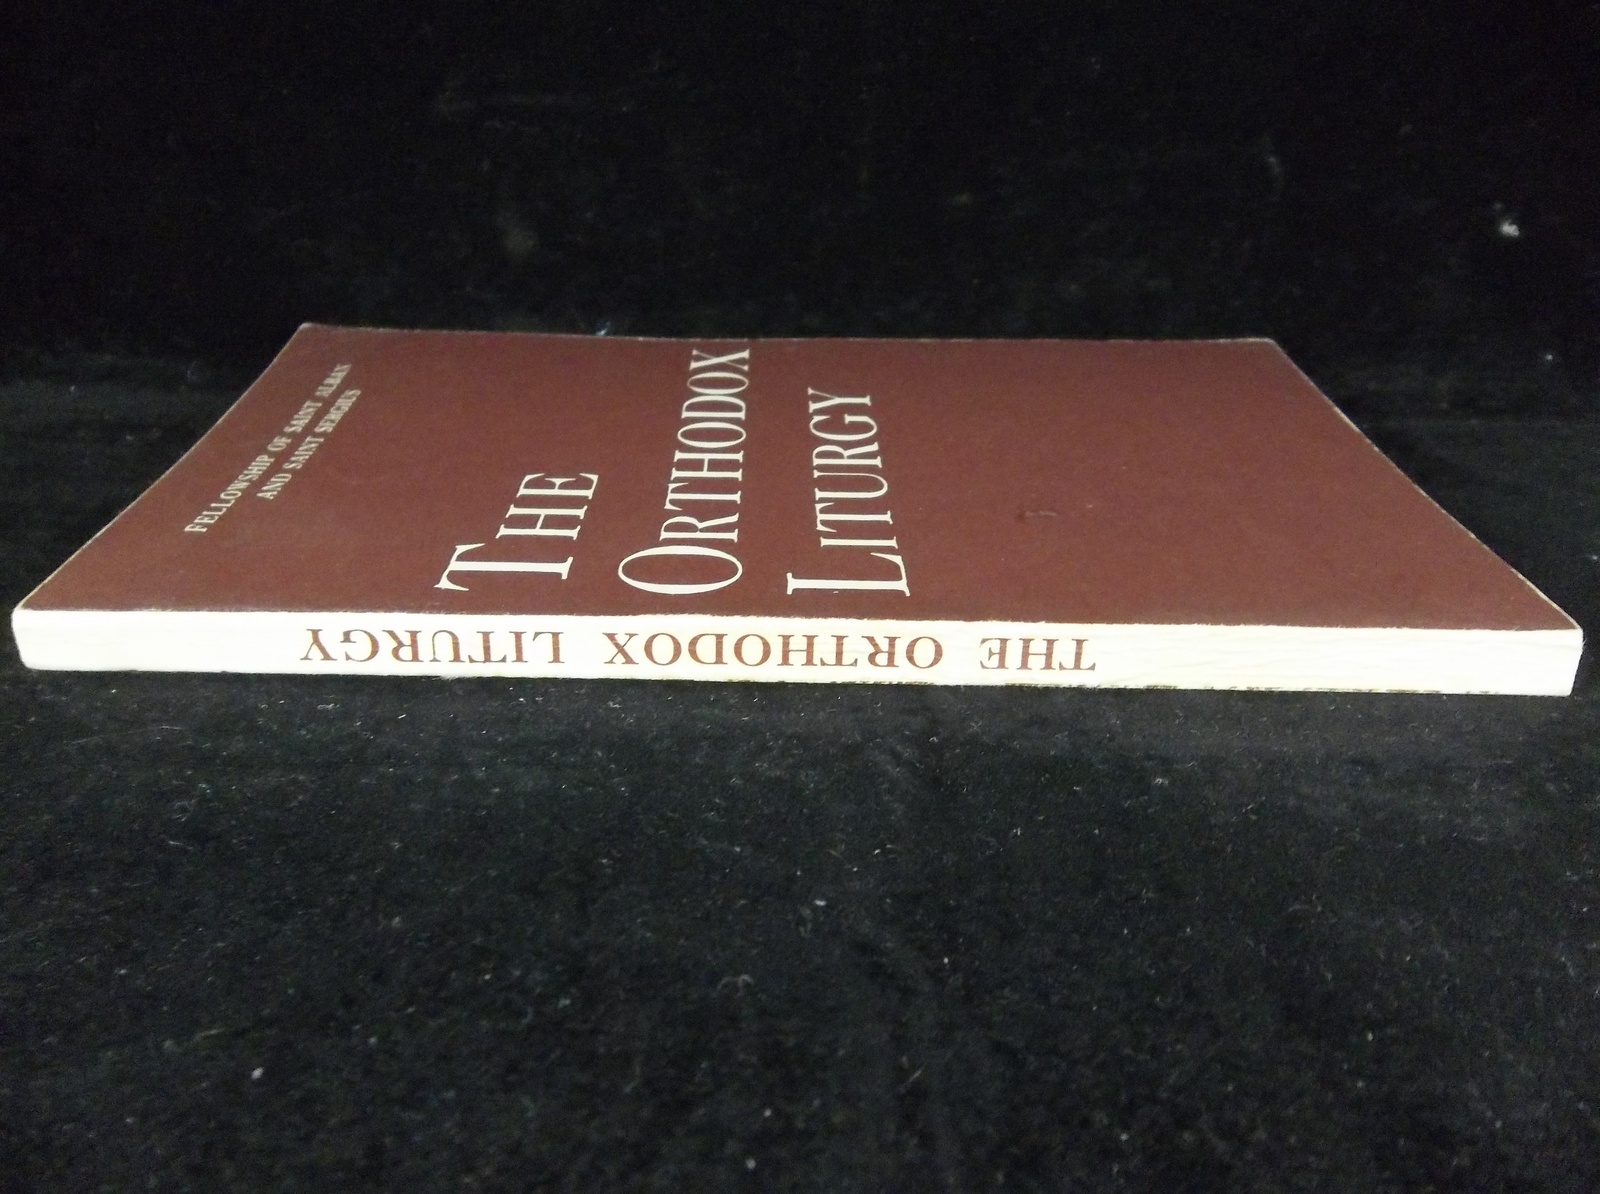 FELLOWSHIP OF SAINT ALBAN
AND SAINT SERGIUS
THE
ORTHODOX
LITURGY
THE ORTHODOX LITURGY